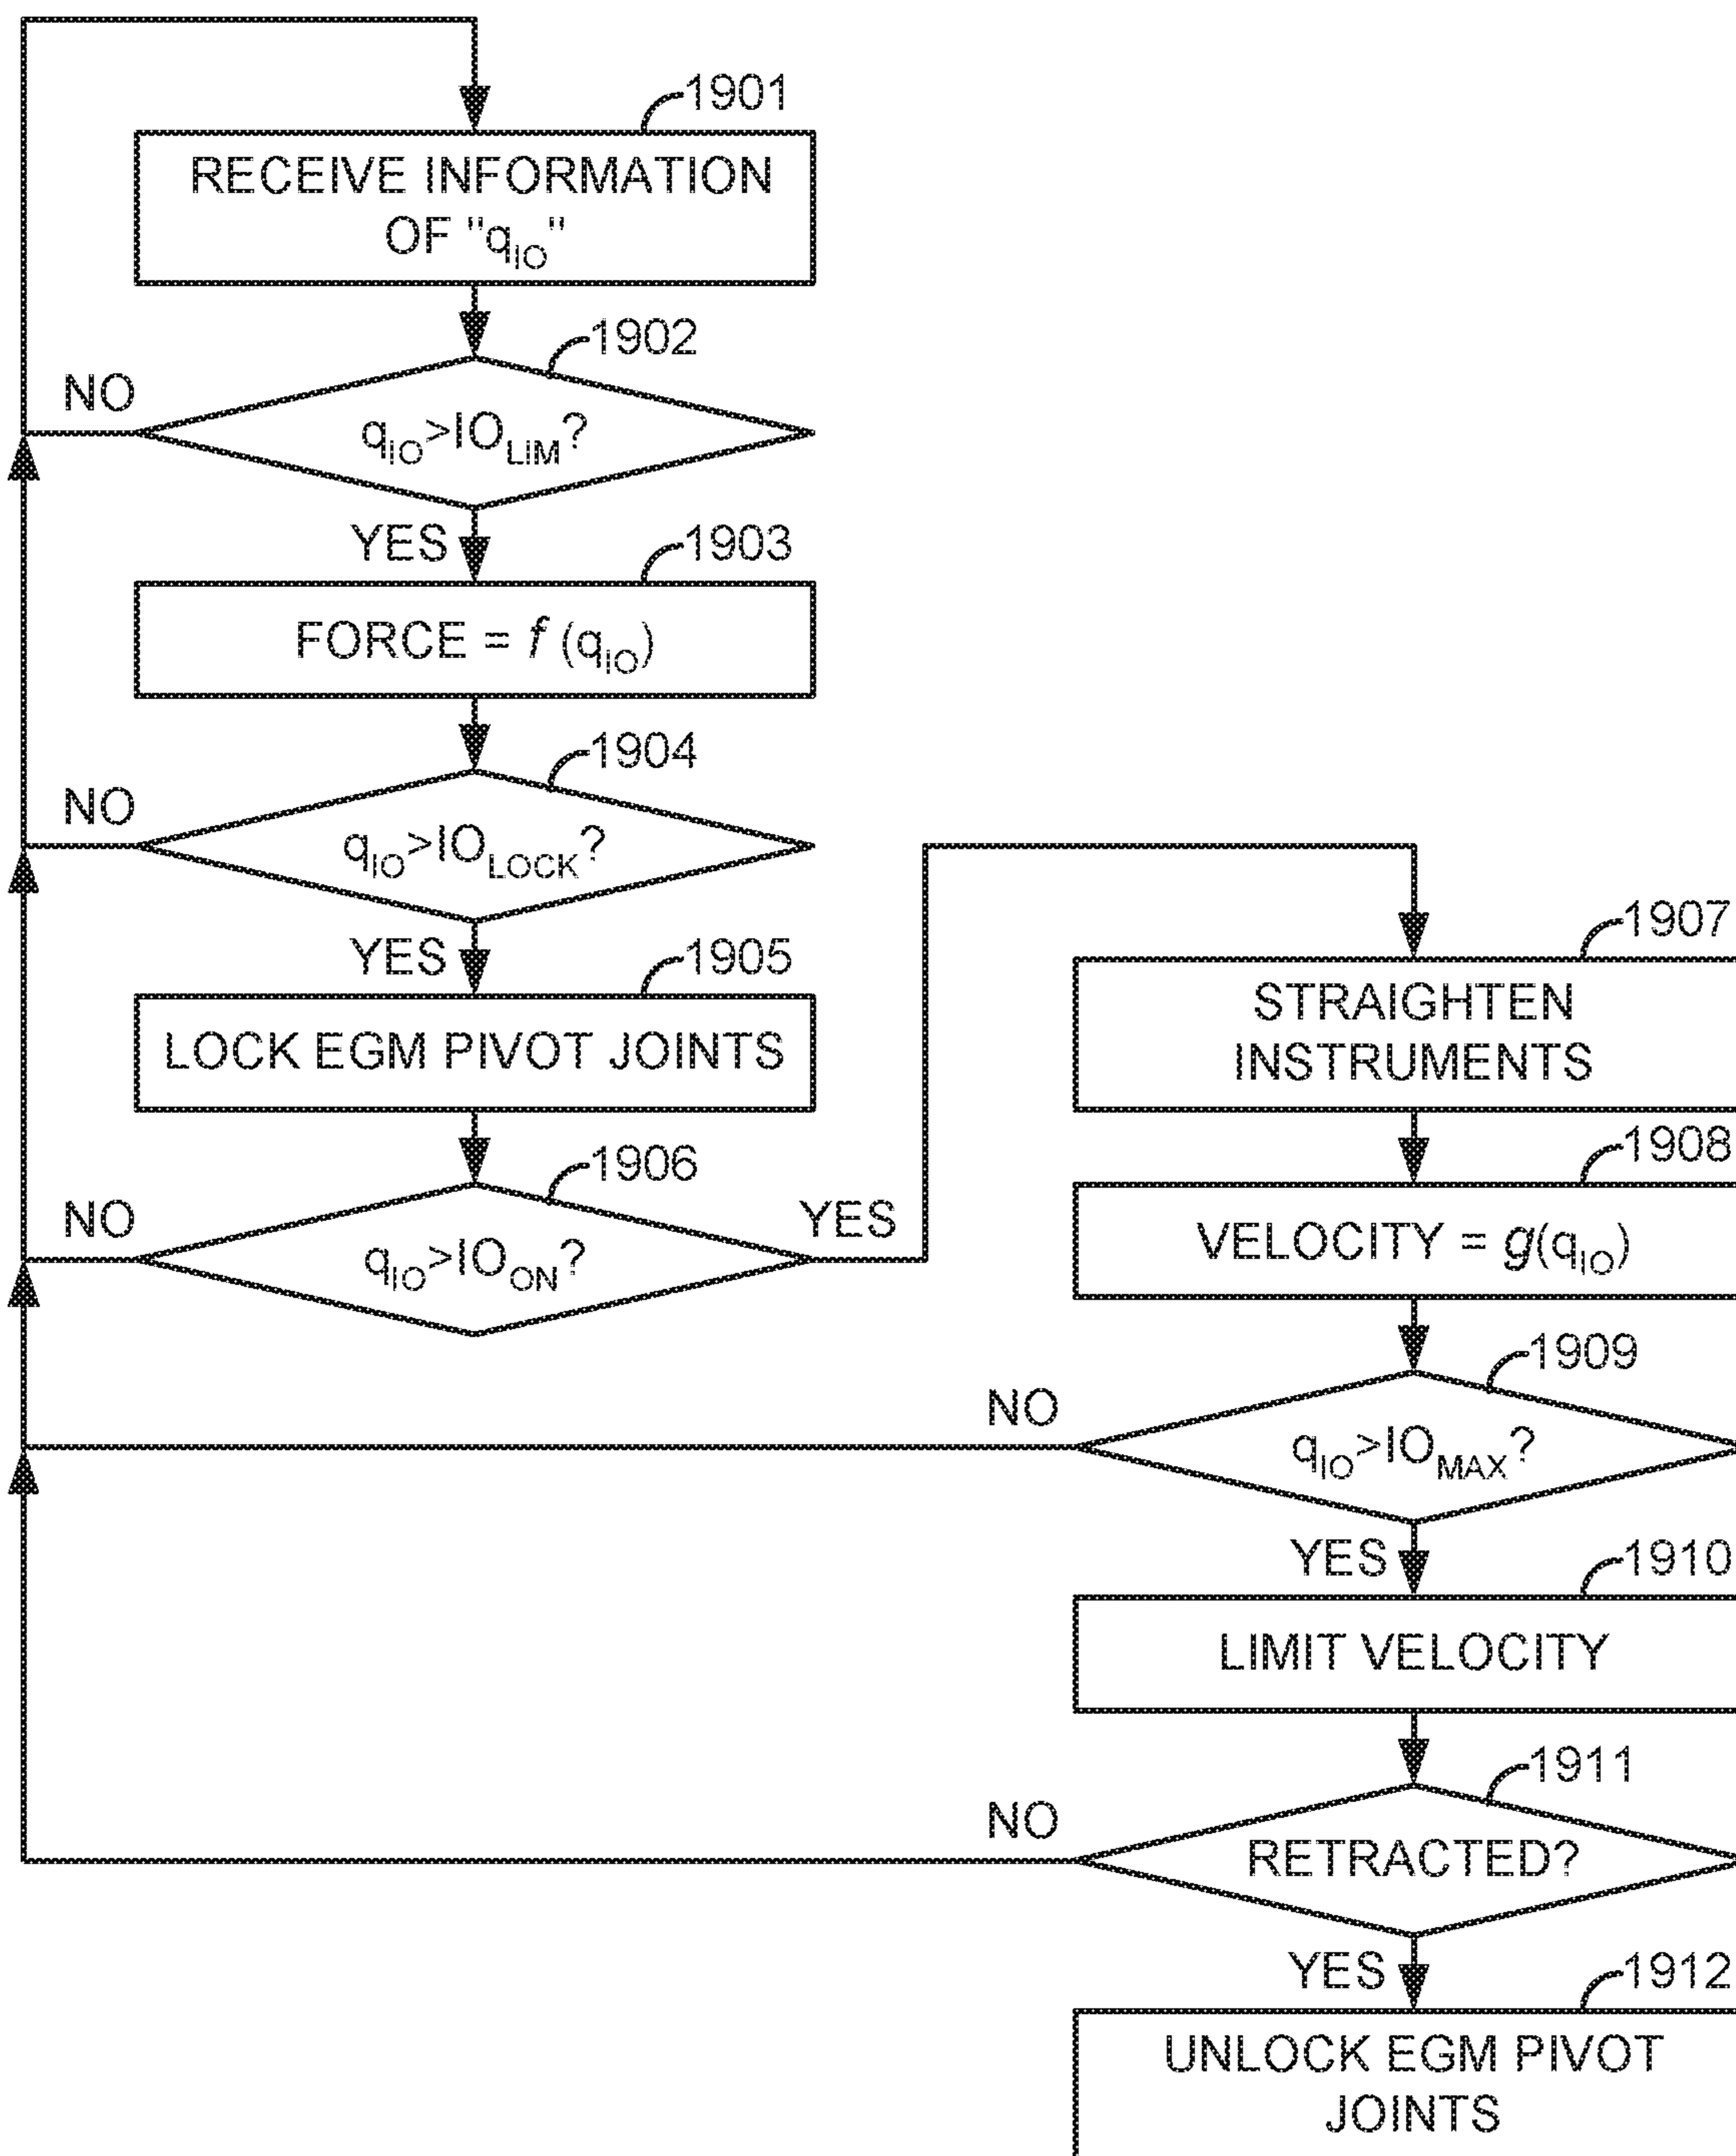 1901
RECEIVE INFORMATION
OF "qIO"
1902
NO
qIO>IOLIM?
YES
1903
FORCE = f (qIO)
1904
NO
qIO>IOLOCK?
YES
1905
LOCK EGM PIVOT JOINTS
1906
NO
qIO>IOON?
YES
1907
STRAIGHTEN
INSTRUMENTS
1908
VELOCITY = g(qIO)
1909
NO
qIO>IOMAX?
YES
1910
LIMIT VELOCITY
1911
NO
RETRACTED?
YES
1912
UNLOCK EGM PIVOT
JOINTS